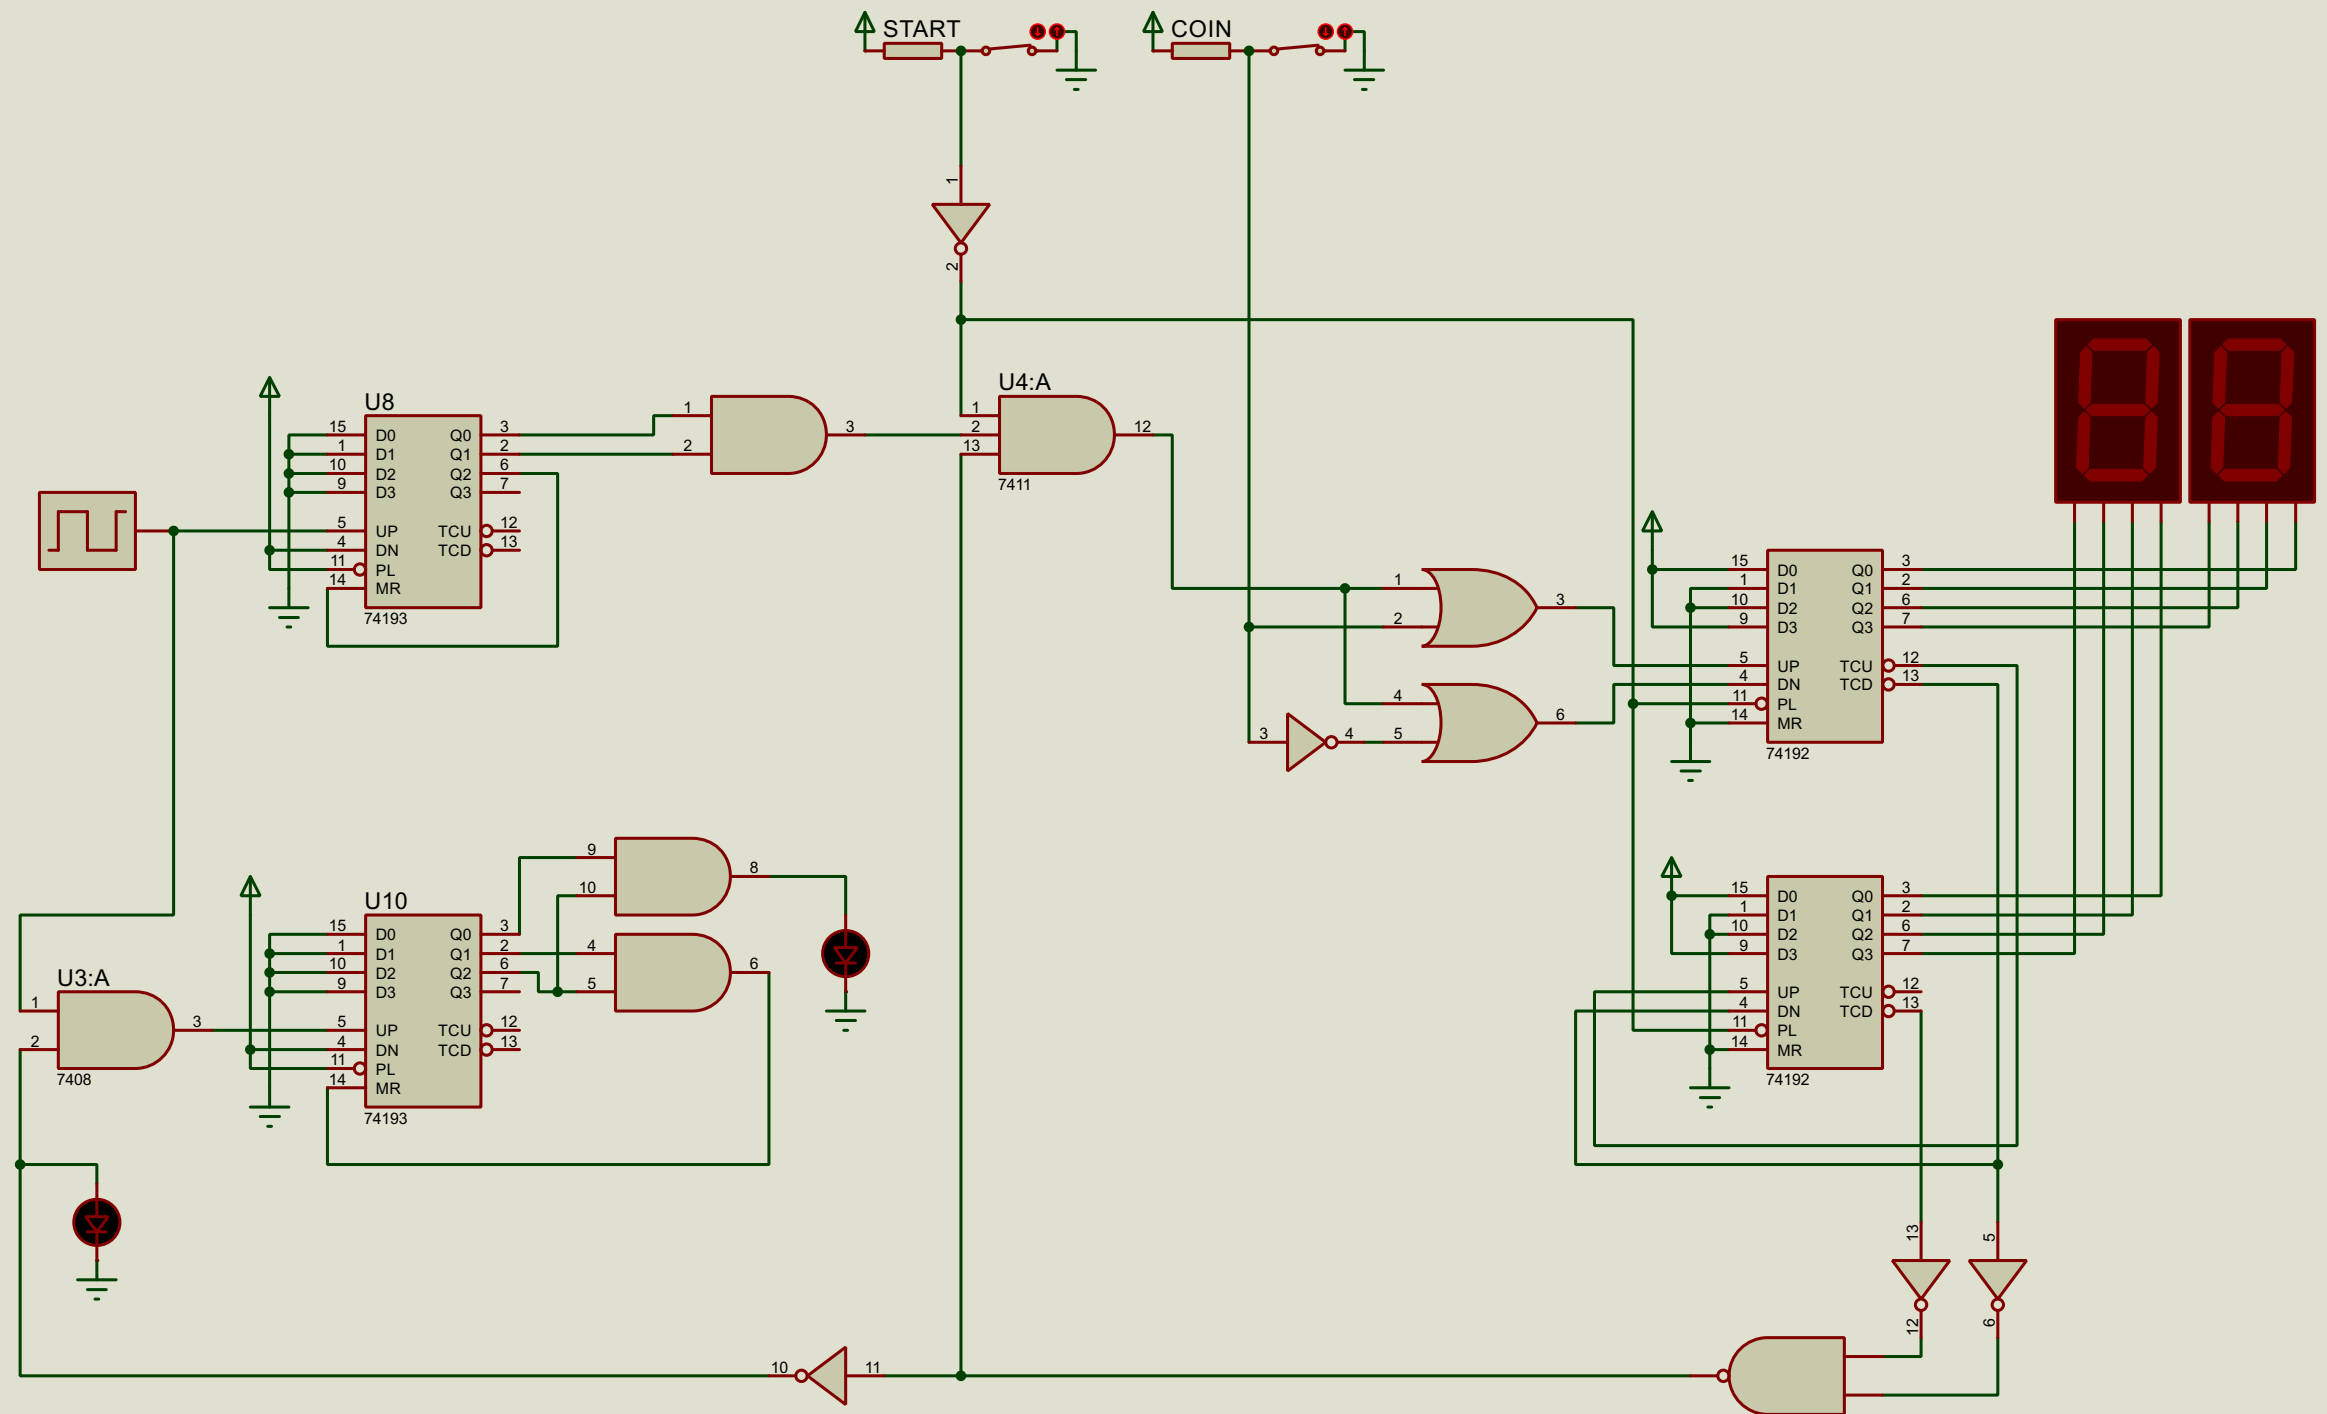 START
COIN
1
2
U8
15 D0 Q0 3
1 D1 Q1 2
10 D2 Q2 6
9 D3 Q3 7
5 UP TCU 12
4 DN TCD 13
11 PL
14 MR
74193
1
2
3
U4:A
1
2
13
12
7411
1
2
3
4
5
6
3 4
15 D0 Q0 3
1 D1 Q1 2
10 D2 Q2 6
9 D3 Q3 7
5 UP TCU 12
4 DN TCD 13
11 PL
14 MR
74192
U3:A
1
2
3
7408
U10
15 D0 Q0 3
1 D1 Q1 2
10 D2 Q2 6
9 D3 Q3 7
5 UP TCU 12
4 DN TCD 13
11 PL
14 MR
74193
9
10
8
4
5
6
15 D0 Q0 3
1 D1 Q1 2
10 D2 Q2 6
9 D3 Q3 7
5 UP TCU 12
4 DN TCD 13
11 PL
14 MR
74192
13
5
12
6
10 11